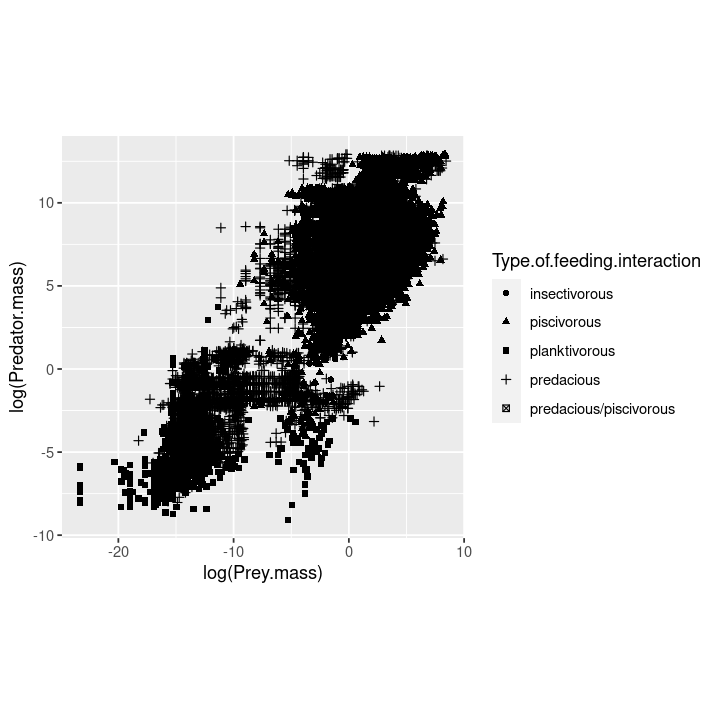 10
5
0
-5
-10
log(Predator.mass)
-20
-10
0
10
log(Prey.mass)
Type.of.feeding.interaction
insectivorous
piscivorous
planktivorous
predacious
predacious/piscivorous